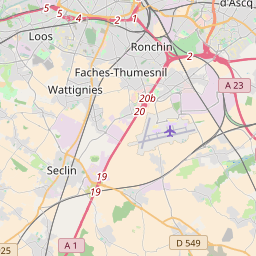 d'Ascq
Loos
5
5
4
2
1
Ronchin
2
Faches-Thumesnil
A 23
Wattignies
20b
20
Seclin
19
19
A 1
D 549
25